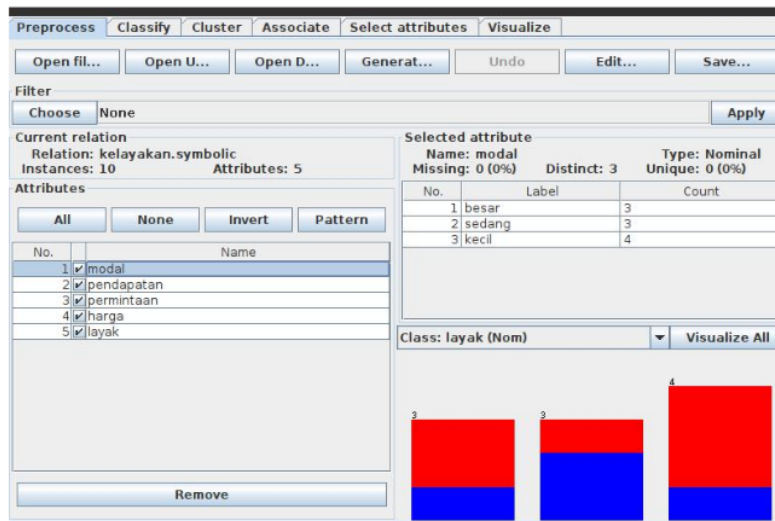 Preprocess Classify Cluster Associate Select attributes Visualize
Open fil... Open U... Open D... Generat... Undo Edit... Save...
Filter
Choose None Apply
Current relation
Relation: kelayakan.symbolic
Instances: 10 Attributes: 5
Attributes
All None Invert Pattern
No. Name
1 modal
2 pendapatan
3 permintaan
4 harga
5 layak
Remove
Selected attribute
Name: modal Type: Nominal
Missing: 0 (0%) Distinct: 3 Unique: 0 (0%)
No. Label Count
1 besar 3
2 sedang 3
3 kecil 4
Class: layak (Nom) Visualize All
3 3 4